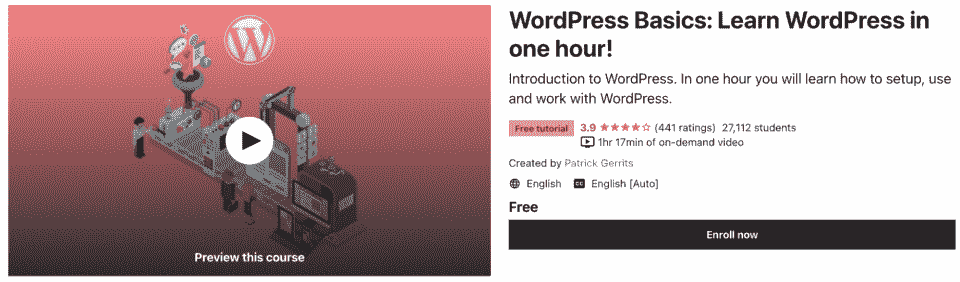 Preview this course
WordPress Basics: Learn WordPress in
one hour!
Introduction to WordPress. In one hour you will learn how to setup, use
and work with WordPress.
Free tutorial 3.9 (441 ratings) 27,112 students
1hr 17min of on-demand video
Created by Patrick Gerrits
English CC English [Auto]
Free
Enroll now